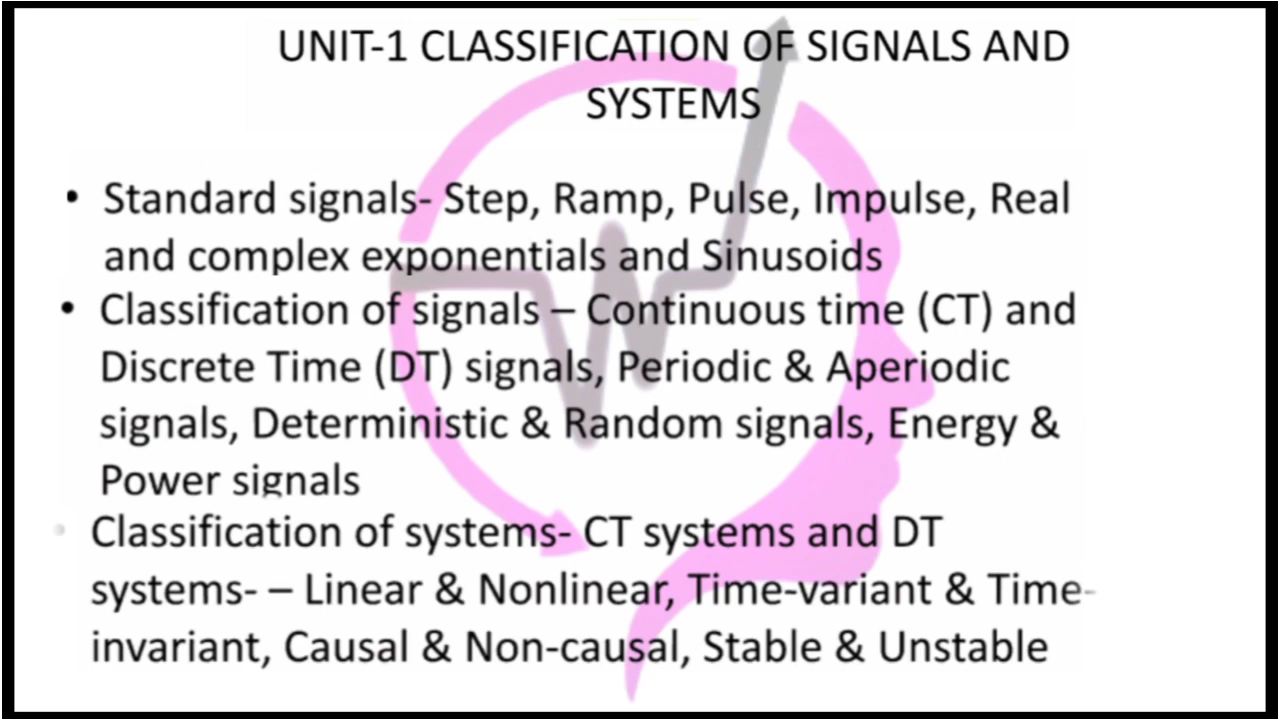 UNIT-1 CLASSIFICATION OF SIGNALS AND
SYSTEMS
• Standard signals- Step, Ramp, Pulse, Impulse, Real
and complex exponentials and Sinusoids
• Classification of signals – Continuous time (CT) and
Discrete Time (DT) signals, Periodic & Aperiodic
signals, Deterministic & Random signals, Energy &
Power signals
• Classification of systems- CT systems and DT
systems- – Linear & Nonlinear, Time-variant & Time-
invariant, Causal & Non-causal, Stable & Unstable